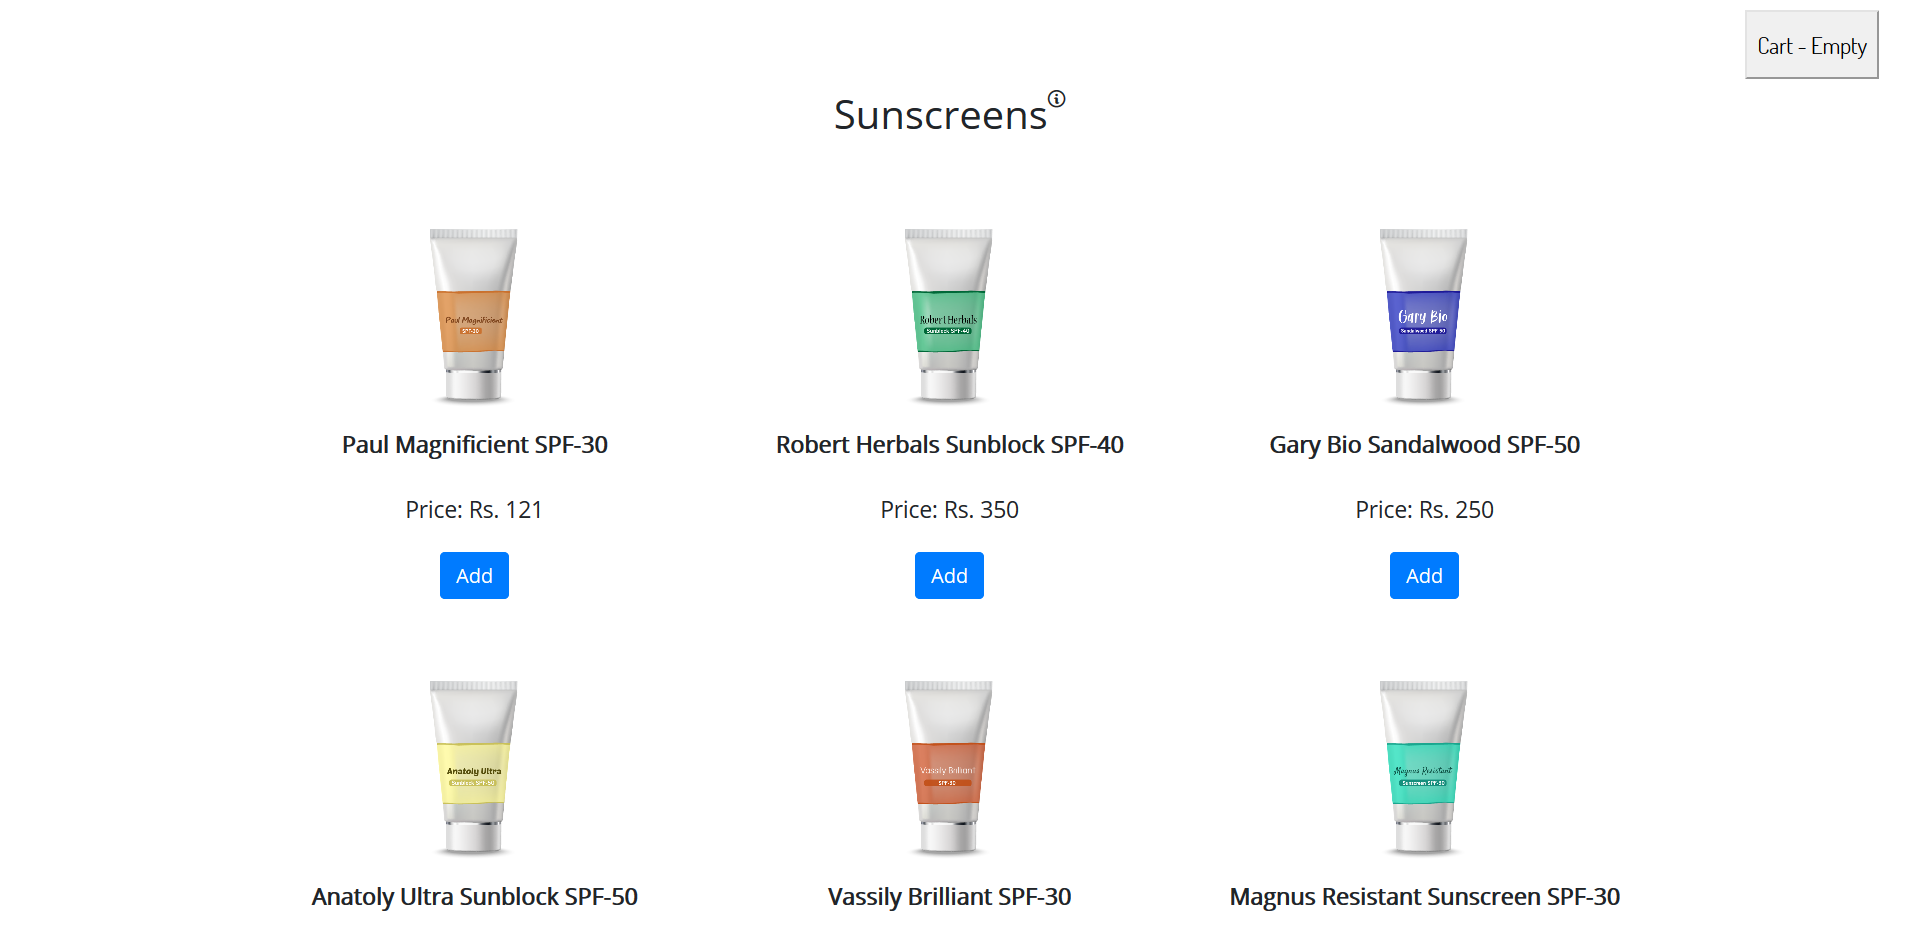 Cart - Empty
Sunscreens
Paul Magnificient
SPF-30
Robert Herbals
Sunblock SPF-40
Gary Bio
Sandalwood SPF-50
Paul Magnificient SPF-30
Robert Herbals Sunblock SPF-40
Gary Bio Sandalwood SPF-50
Price: Rs. 121
Price: Rs. 350
Price: Rs. 250
Add
Add
Add
Anatoly Ultra
Sunblock SPF-50
Vassily Brilliant
SPF-30
Magnus Resistant
Sunscreen SPF-30
Anatoly Ultra Sunblock SPF-50
Vassily Brilliant SPF-30
Magnus Resistant Sunscreen SPF-30